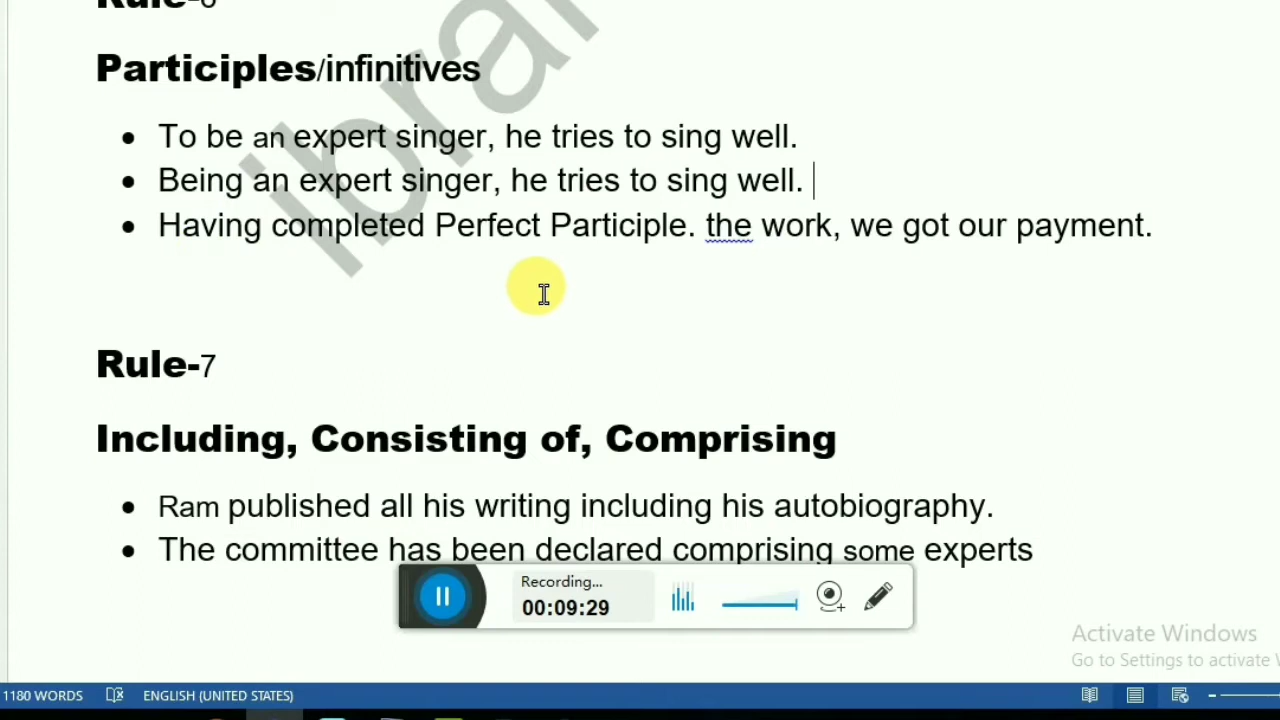 Rule-6
Participles/infinitives
• To be an expert singer, he tries to sing well.
• Being an expert singer, he tries to sing well.
• Having completed Perfect Participle. the work, we got our payment.
Rule-7
Including, Consisting of, Comprising
• Ram published all his writing including his autobiography.
• The committee has been declared comprising some experts
Recording...
00:09:29
Activate Windows
Go to Settings to activate
1180 WORDS
ENGLISH (UNITED STATES)